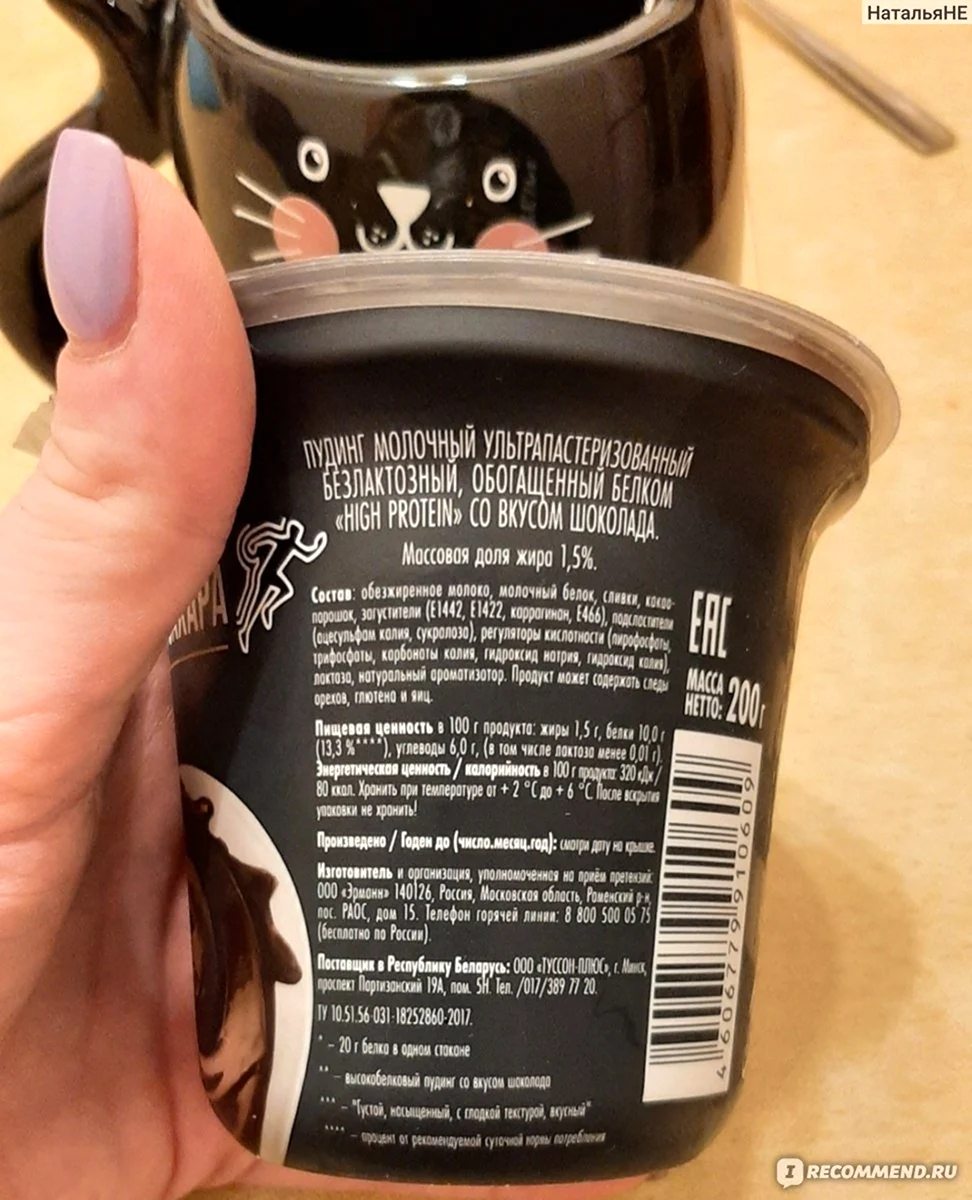 НатальяНЕ
ПУДИНГ МОЛОЧНЫЙ УЛЬТРАПАСТЕРИЗОВАННЫЙ
БЕЗЛАКТОЗНЫЙ, ОБОГАЩЕННЫЙ БЕЛКОМ
«HIGH PROTEIN» СО ВКУСОМ ШОКОЛАДА.
Массовая доля жира 1,5%.
Состав: обезжиренное молоко, молочный белок, сливки, какао-
порошок, загустители (Е1442, Е1422, каррагинан, Е466), подсластители
(ацесульфам калия, сукралоза), регуляторы кислотности (пирофосфаты,
трифосфаты, карбонаты калия, гидроксид натрия, гидроксид калия),
лактаза, натуральный ароматизатор. Продукт может содержать следы
орехов, глютена и яиц.
Пищевая ценность в 100 г продукта: жиры 1,5 г, белки 10,0 г
(13,3 %****), углеводы 6,0 г, (в том числе лактоза менее 0,01 г).
Энергетическая ценность / калорийность в 100 г продукта: 320 кДж /
80 ккал. Хранить при температуре от + 2 °С до + 6 °С. После вскрытия
упаковки не хранить!
Произведено / Годен до (число.месяц.год): смотри дату на крышке.
Изготовитель и организация, уполномоченная на приём претензий:
ООО «Эрманн» 140126, Россия, Московская область, Раменский р-н,
пос. РАОС, дом 15. Телефон горячей линии: 8 800 500 05 75
(бесплатно по России).
Поставщик в Республику Беларусь: ООО «ТУССОН-ПЛЮС», г. Минск,
проспект Партизанский 19А, пом. 5Н. Тел. /017/389 77 20.
ТУ 10.51.56-031-18252860-2017.
* – 20 г белка в одном стакане
** – высокобелковый пудинг со вкусом шоколада
*** – "Густой, насыщенный, с гладкой текстурой, вкусный"
**** – процент от рекомендуемой суточной нормы потребления
EAC
МАССА
НЕТТО: 200г
4 606779 910609
IRECOMMEND.RU